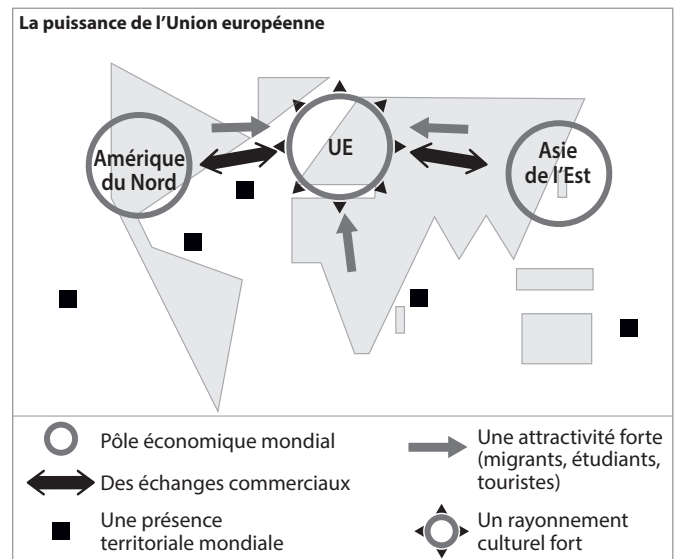 La puissance de l'Union européenne
Amérique
du Nord
UE
Asie
de l'Est
Pôle économique mondial
Des échanges commerciaux
Une présence
territoriale mondiale
Une attractivité forte
(migrants, étudiants,
touristes)
Un rayonnement
culturel fort